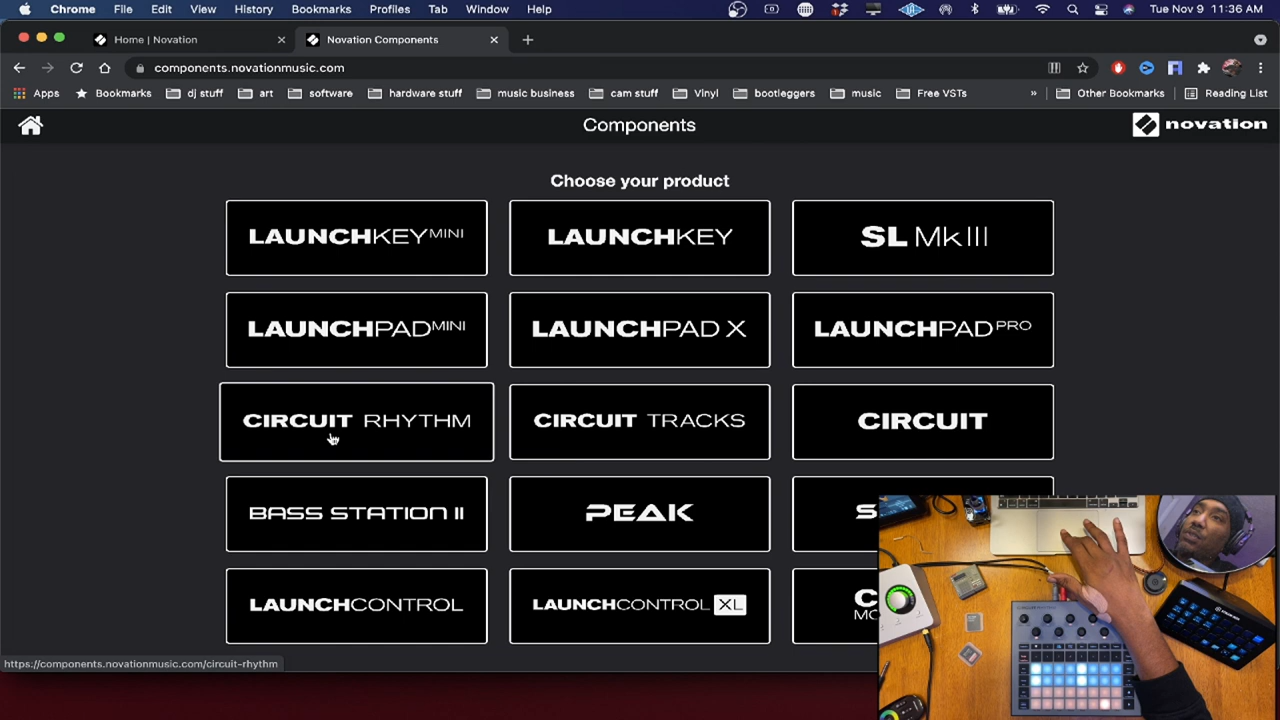 Chrome File Edit View History Bookmarks Profiles Tab Window Help Tue Nov 9 11:36 AM
Home | Novation Novation Components
components.novationmusic.com
Apps Bookmarks dj stuff art software hardware stuff music business cam stuff Vinyl bootleggers music Free VSTs » Other Bookmarks Reading List
Components novation
Choose your product
LAUNCHKEY MINI LAUNCHKEY SL MkIII
LAUNCHPAD MINI LAUNCHPAD X LAUNCHPAD PRO
CIRCUIT RHYTHM CIRCUIT TRACKS CIRCUIT
BASS STATION II PEAK S
LAUNCHCONTROL LAUNCHCONTROL XL C
MO
https://components.novationmusic.com/circuit-rhythm